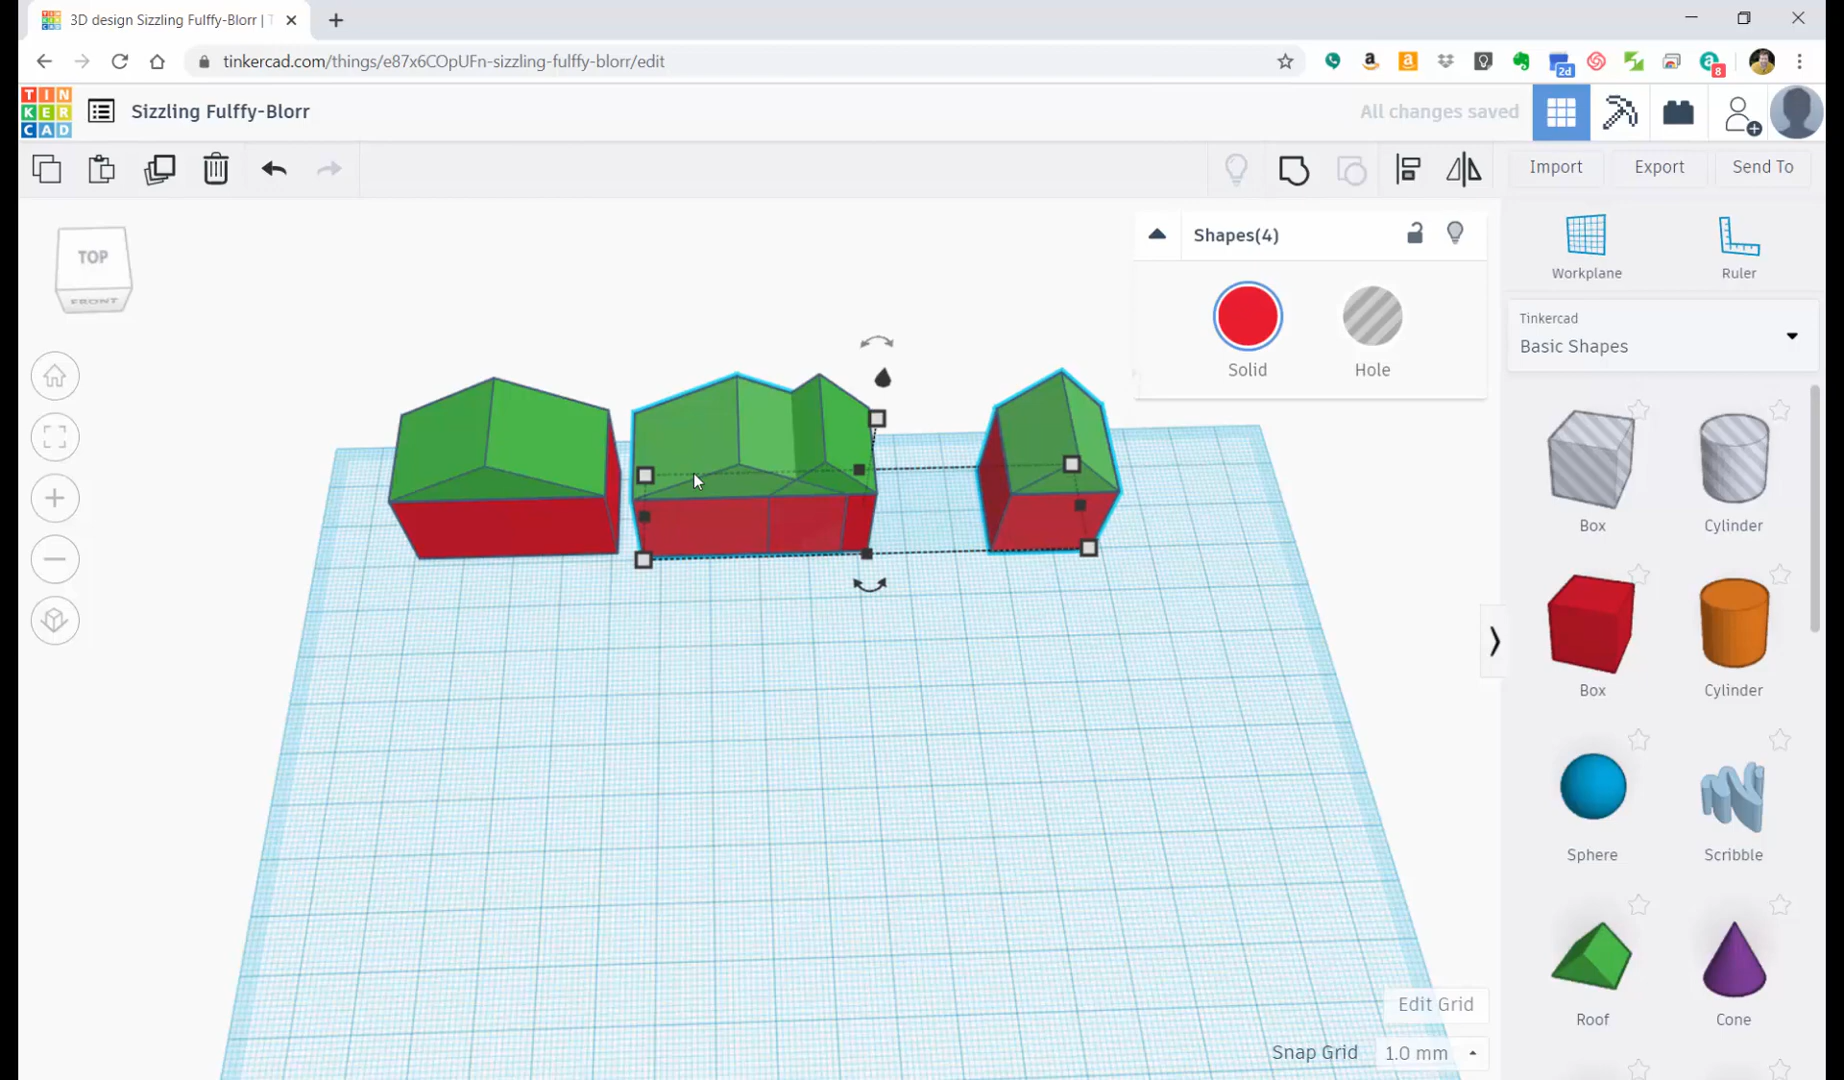 3D design Sizzling Fulffy-Blorr | T
tinkercad.com/things/e87x6COpUFn-sizzling-fulffy-blorr/edit
2d
8
TIN
KER
CAD
Sizzling Fulffy-Blorr
All changes saved
Import
Export
Send To
TOP
FRONT
Shapes(4)
Solid
Hole
Workplane
Ruler
Tinkercad
Basic Shapes
Box
Cylinder
Box
Cylinder
Sphere
Scribble
Roof
Cone
Edit Grid
Snap Grid 1.0 mm